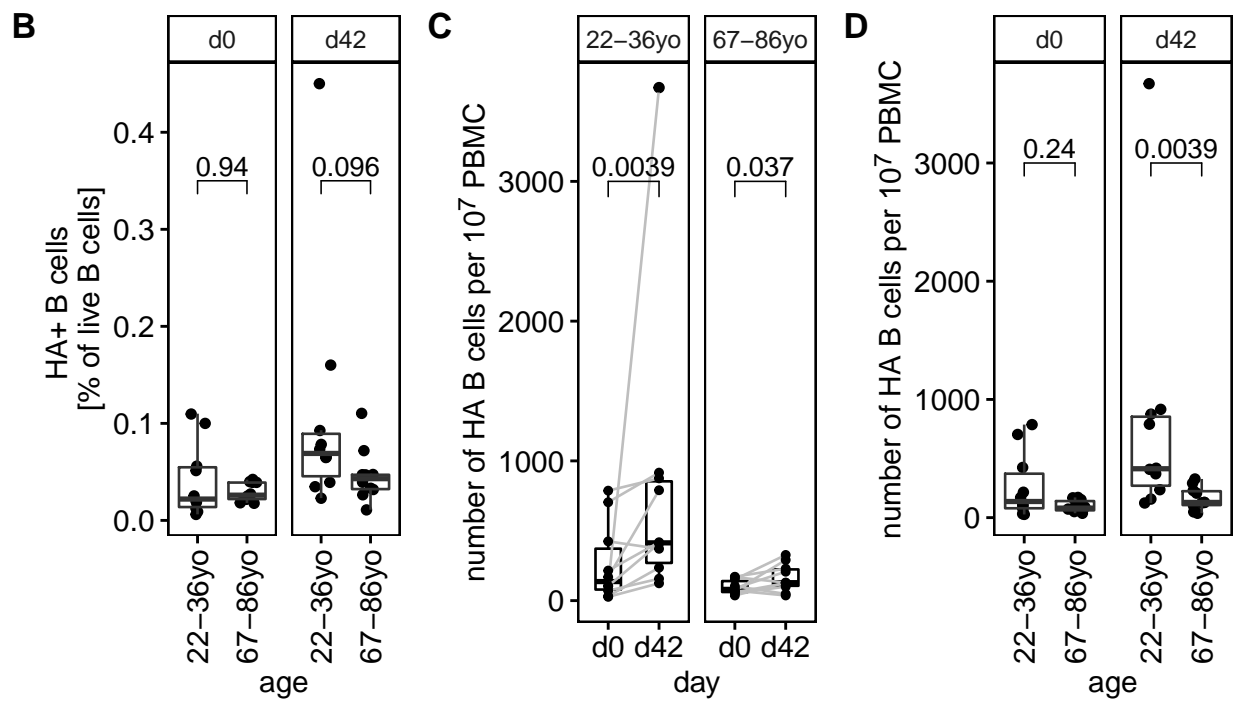 B
d0
d42
HA+ B cells
[% of live B cells]
0.4
0.3
0.2
0.1
0.0
0.94
0.096
22−36yo
67−86yo
22−36yo
67−86yo
age
C
22−36yo
67−86yo
number of HA B cells per 10⁷ PBMC
3000
2000
1000
0
0.0039
0.037
d0
d42
d0
d42
day
D
d0
d42
number of HA B cells per 10⁷ PBMC
3000
2000
1000
0
0.24
0.0039
22−36yo
67−86yo
22−36yo
67−86yo
age